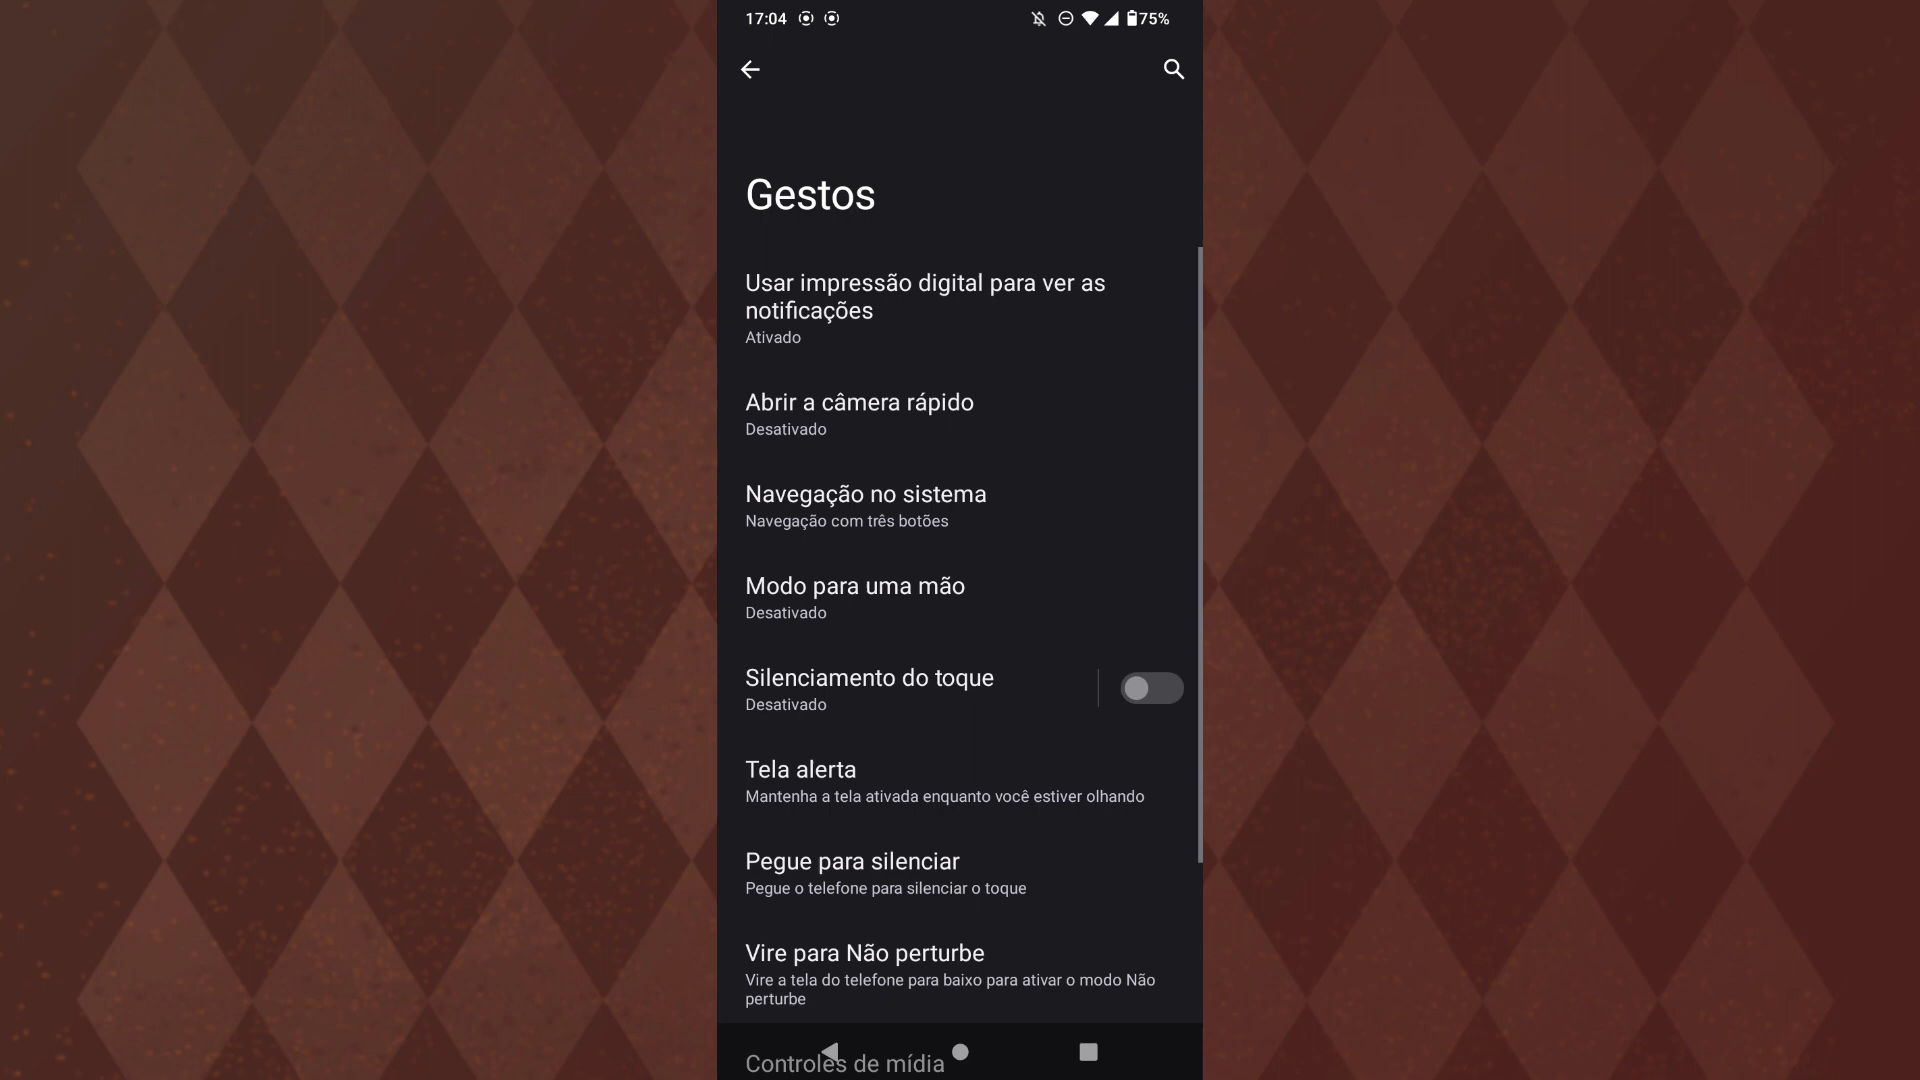 17:04
75%
Gestos
Usar impressão digital para ver as
notificações
Ativado
Abrir a câmera rápido
Desativado
Navegação no sistema
Navegação com três botões
Modo para uma mão
Desativado
Silenciamento do toque
Desativado
Tela alerta
Mantenha a tela ativada enquanto você estiver olhando
Pegue para silenciar
Pegue o telefone para silenciar o toque
Vire para Não perturbe
Vire a tela do telefone para baixo para ativar o modo Não
perturbe
Controles de mídia